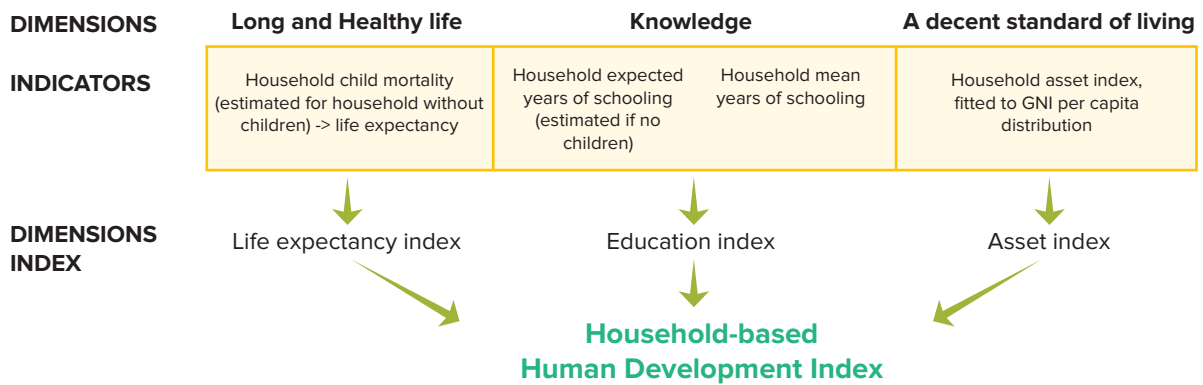 DIMENSIONS
Long and Healthy life
Knowledge
A decent standard of living
INDICATORS
Household child mortality
(estimated for household without
children) -> life expectancy
Household expected
years of schooling
(estimated if no
children)
Household mean
years of schooling
Household asset index,
fitted to GNI per capita
distribution
DIMENSIONS
INDEX
Life expectancy index
Education index
Asset index
Household-based
Human Development Index